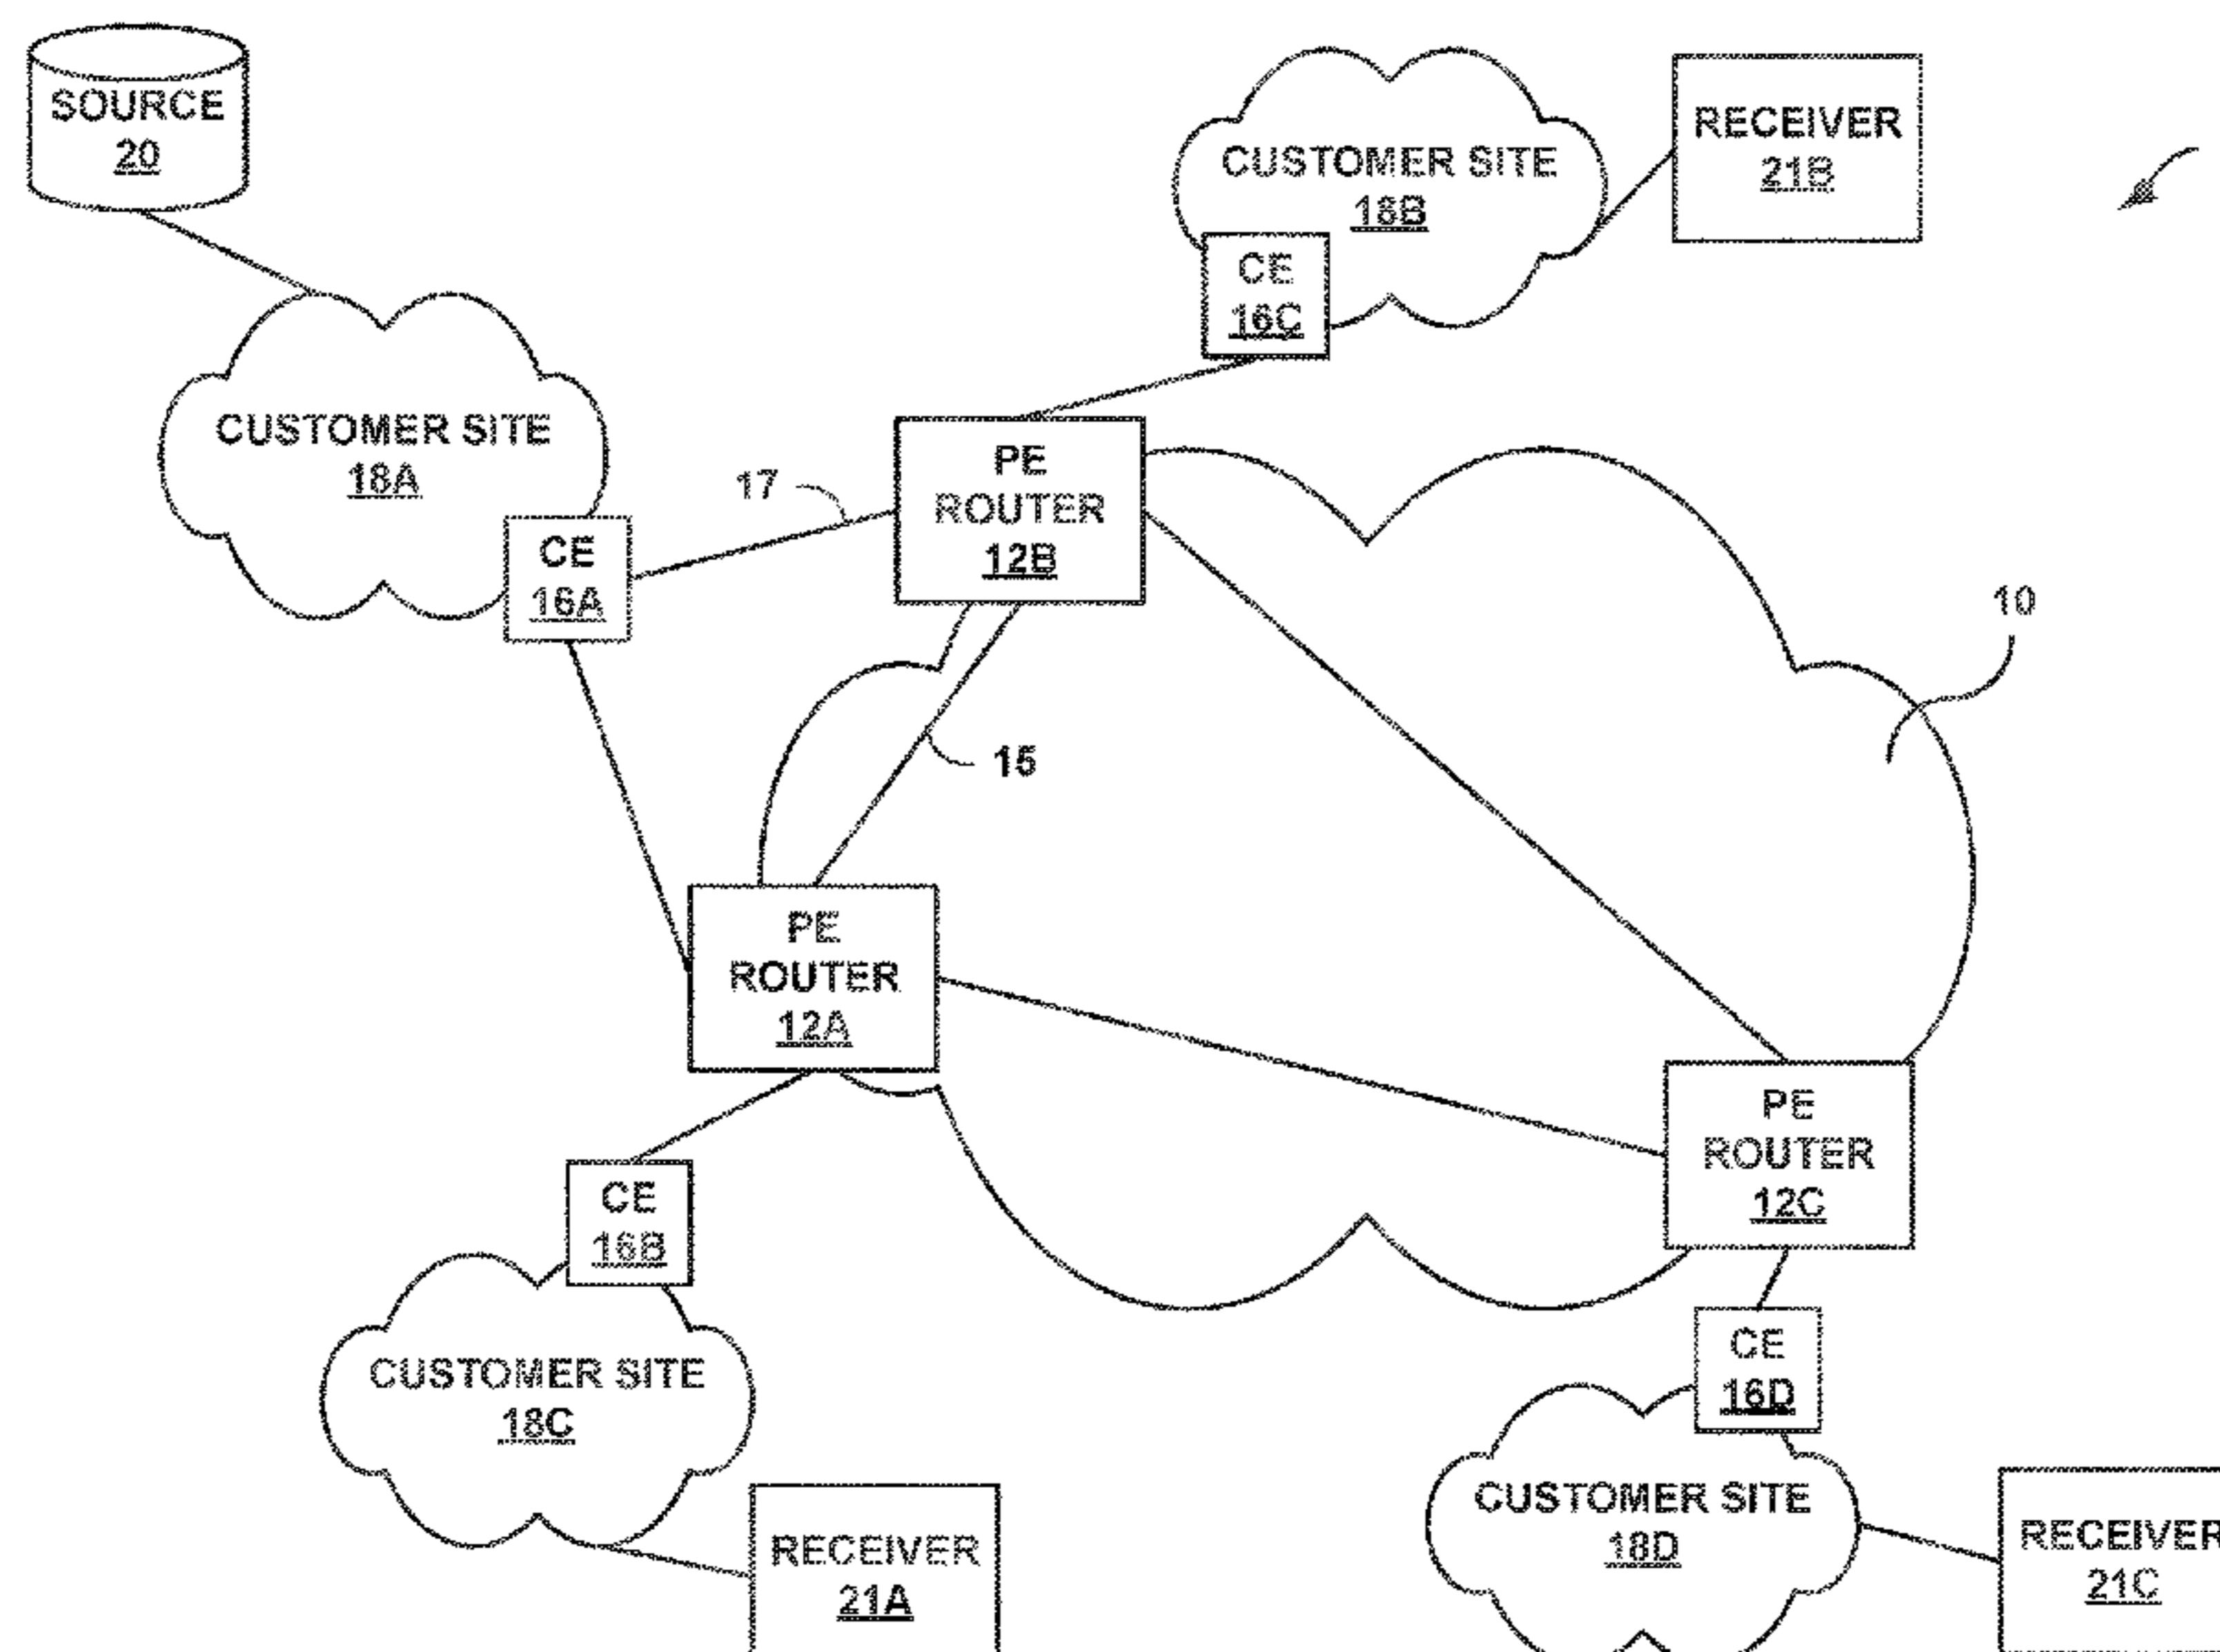 SOURCE
20
RECEIVER
21B
CUSTOMER SITE
18B
CE
16C
CUSTOMER SITE
18A
CE
16A
17
PE
ROUTER
12B
10
15
PE
ROUTER
12A
PE
ROUTER
12C
CE
16B
CUSTOMER SITE
18C
RECEIVER
21A
CE
16D
CUSTOMER SITE
18D
RECEIVER
21C